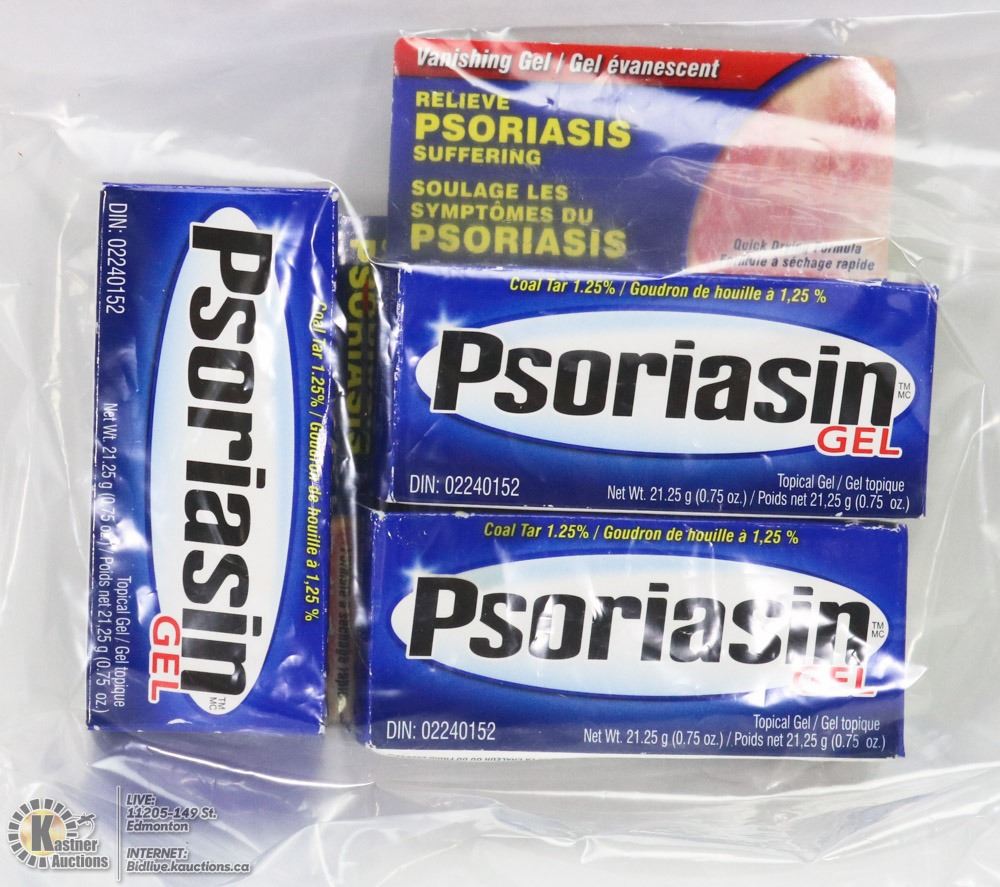 Vanishing Gel / Gel évanescent
RELIEVE
PSORIASIS
SUFFERING
SOULAGE LES
SYMPTÔMES DU
PSORIASIS
Quick Drying Formula
Formule à séchage rapide
Coal Tar 1.25% / Goudron de houille à 1,25 %
Psoriasin
TM
MC
GEL
DIN: 02240152
Topical Gel / Gel topique
Net Wt. 21.25 g (0.75 oz.) / Poids net 21,25 g (0.75 oz.)
Coal Tar 1.25% / Goudron de houille à 1,25 %
Psoriasin
TM
MC
GEL
DIN: 02240152
Topical Gel / Gel topique
Net Wt. 21.25 g (0.75 oz.) / Poids net 21,25 g (0.75 oz.)
Coal Tar 1.25% / Goudron de houille à 1,25 %
Psoriasin
TM
MC
GEL
DIN: 02240152
Topical Gel / Gel topique
Net Wt. 21.25 g (0.75 oz.) / Poids net 21,25 g (0.75 oz.)
PSORIASIS
K
Kastner
Auctions
LIVE:
11205-149 St.
Edmonton
INTERNET:
Bidlive.kauctions.ca